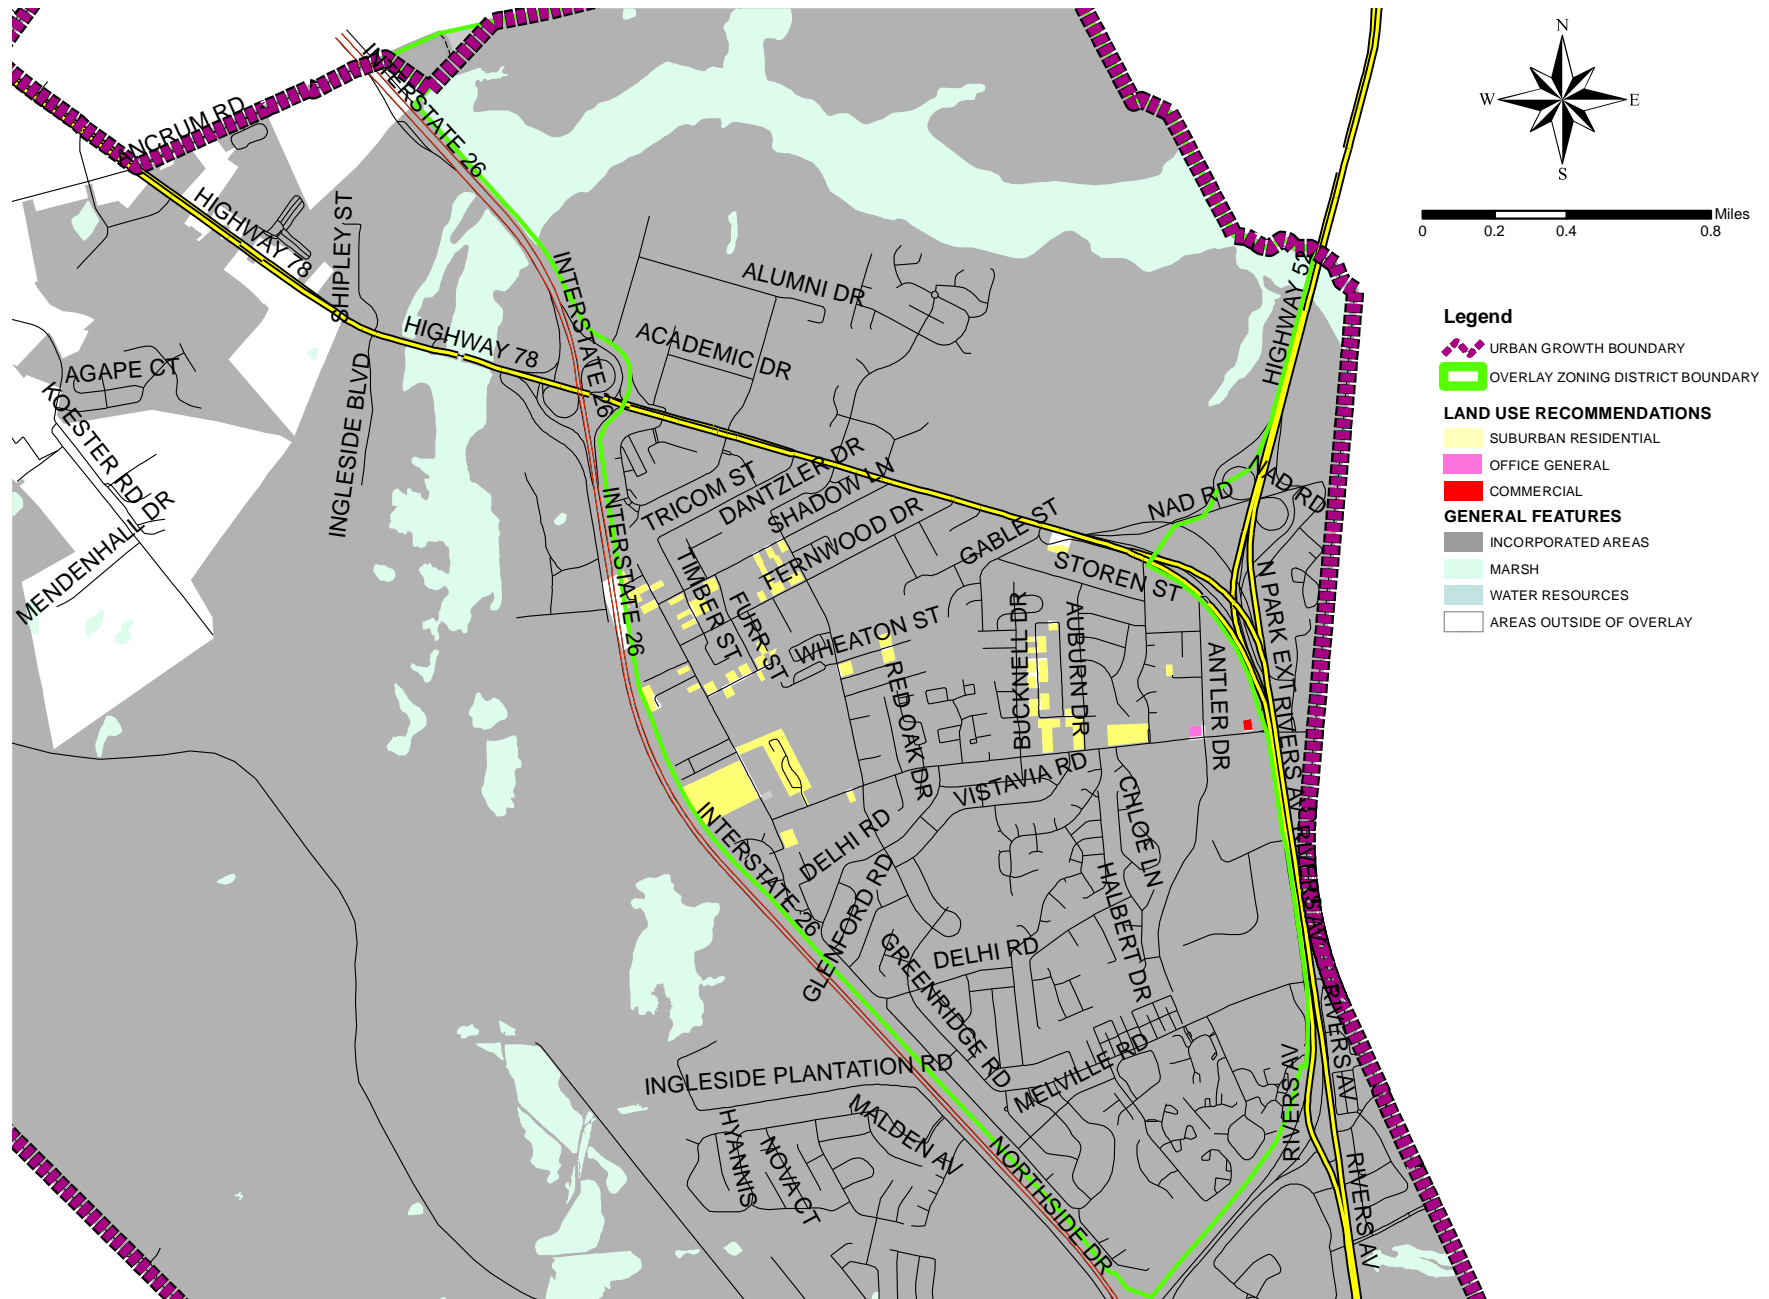 N
W
E
S
Miles
0 0.2 0.4 0.8
Legend
URBAN GROWTH BOUNDARY
OVERLAY ZONING DISTRICT BOUNDARY
LAND USE RECOMMENDATIONS
SUBURBAN RESIDENTIAL
OFFICE GENERAL
COMMERCIAL
GENERAL FEATURES
INCORPORATED AREAS
MARSH
WATER RESOURCES
AREAS OUTSIDE OF OVERLAY
INTERSTATE 26
HIGHWAY 78
SHIPLEY ST
INTERSTATE 26
ALUMNI DR
HIGHWAY 52
HIGHWAY 78
ACADEMIC DR
AGAPE CT
KOESTER RD
INGLESIDE BLVD
MENDENHALL DR
TRICOM ST
DANTZLER DR
SHADOW LN
FERNWOOD DR
GABLE ST
NAD RD
NAD RD
INTERSTATE 26
STOREN ST
TIMBER ST
FURR ST
WHEATON ST
RED OAK DR
BUCKNELL DR
AUBURN DR
ANTLER DR
N PARK EXT
RIVERS AV
VISTAVIA RD
CHLOE LN
INTERSTATE 26
DELHI RD
GLENFORD RD
HALBERT DR
RIVERS AV
DELHI RD
GREENRIDGE RD
RIVERS AV
INGLESIDE PLANTATION RD
MELVILLE RD
RIVERS AV
HYANNIS
NOVA CT
MALDEN AV
NORTHSIDE DR
RIVERS AV